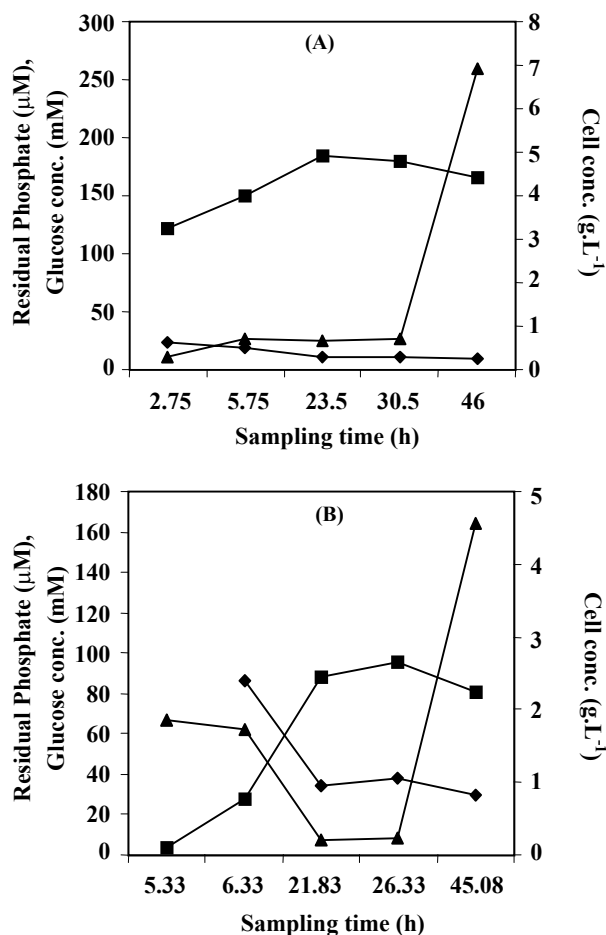 (A)
300
250
200
150
100
50
0
8
7
6
5
4
3
2
1
0
Residual Phosphate (µM),
Glucose conc. (mM)
Cell conc. (g.L-1)
2.75 5.75 23.5 30.5 46
Sampling time (h)
(B)
180
160
140
120
100
80
60
40
20
0
5
4
3
2
1
0
Residual Phosphate (µM),
Glucose conc. (mM)
Cell conc. (g.L-1)
5.33 6.33 21.83 26.33 45.08
Sampling time (h)